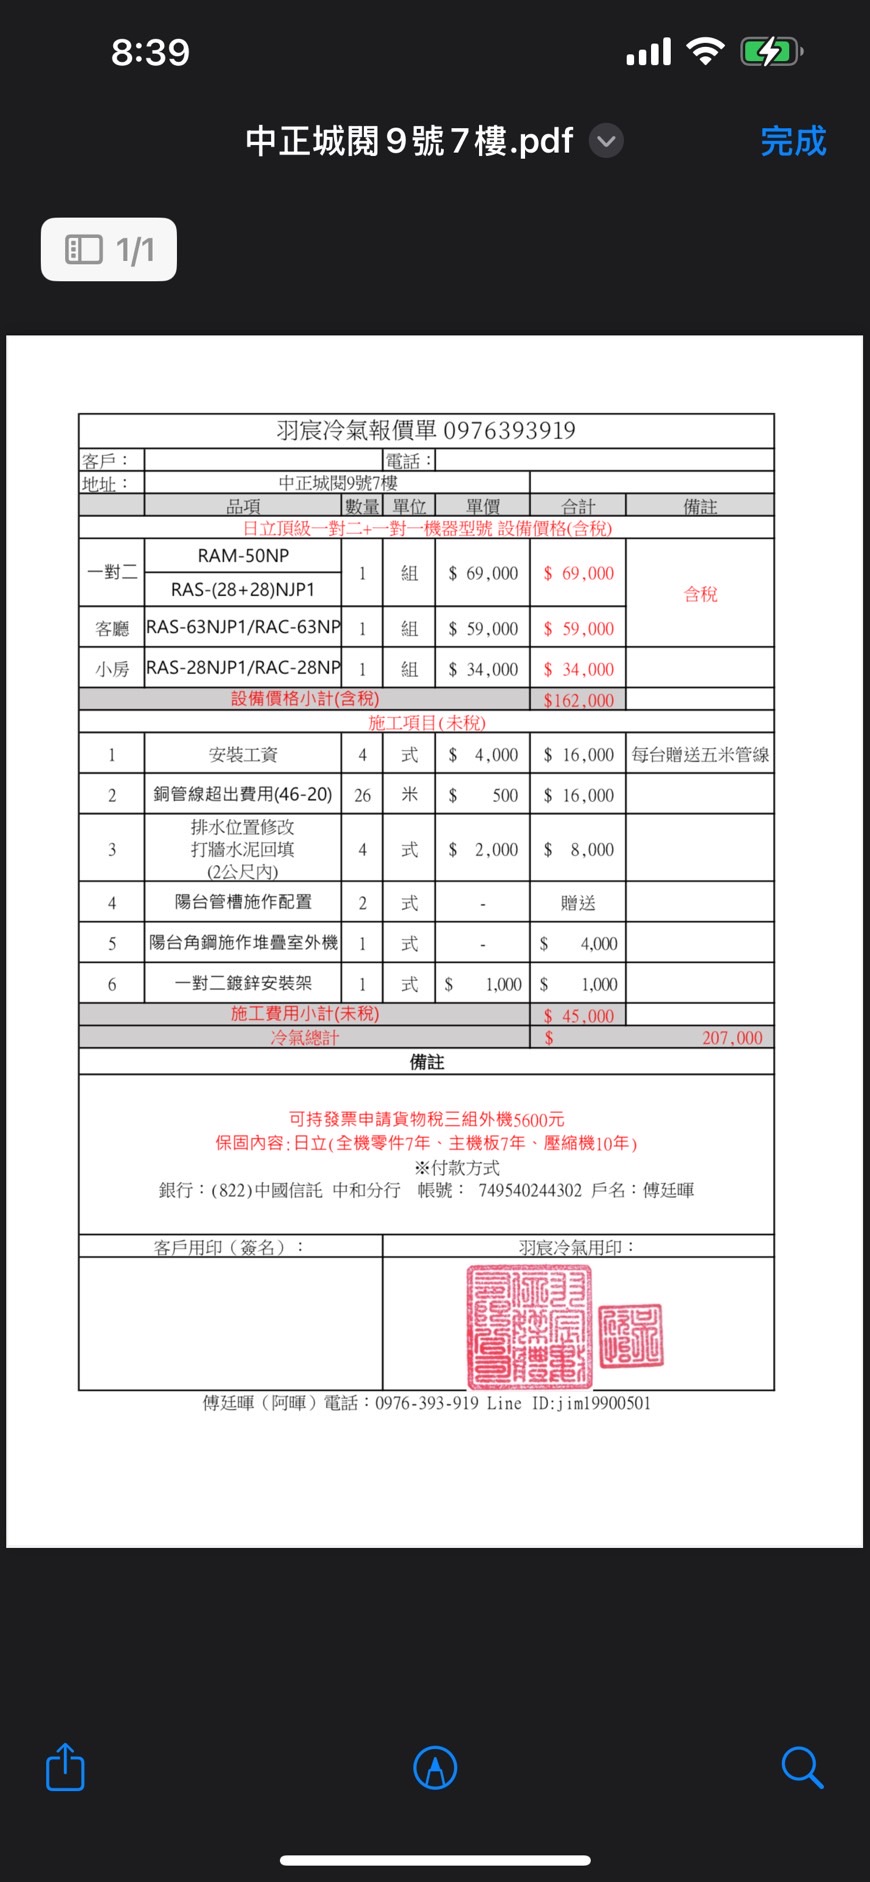 8:39
中正城閱9號7樓.pdf
完成
1/1
羽宸冷氣報價單 0976393919
客戶： 電話：
地址： 中正城閱9號7樓
品項 數量 單位 單價 合計 備註
日立頂級一對二+一對一機器型號 設備價格(含稅)
一對二 RAM-50NP 1 組 $ 69,000 $ 69,000 含稅
RAS-(28+28)NJP1
客廳 RAS-63NJP1/RAC-63NP 1 組 $ 59,000 $ 59,000
小房 RAS-28NJP1/RAC-28NP 1 組 $ 34,000 $ 34,000
設備價格小計(含稅) $162,000
施工項目(未稅)
1 安裝工資 4 式 $ 4,000 $ 16,000 每台贈送五米管線
2 銅管線超出費用(46-20) 26 米 $ 500 $ 16,000
3 排水位置修改 4 式 $ 2,000 $ 8,000
打牆水泥回填
(2公尺內)
4 陽台管槽施作配置 2 式 - 贈送
5 陽台角鋼施作堆疊室外機 1 式 - $ 4,000
6 一對二鍍鋅安裝架 1 式 $ 1,000 $ 1,000
施工費用小計(未稅) $ 45,000
冷氣總計 $ 207,000
備註
可持發票申請貨物稅三組外機5600元
保固內容:日立(全機零件7年、主機板7年、壓縮機10年)
※付款方式
銀行：(822)中國信託 中和分行 帳號： 749540244302 戶名：傅廷暉
客戶用印（簽名）： 羽宸冷氣用印：
傅廷暉（阿暉）電話：0976-393-919 Line ID:jim19900501